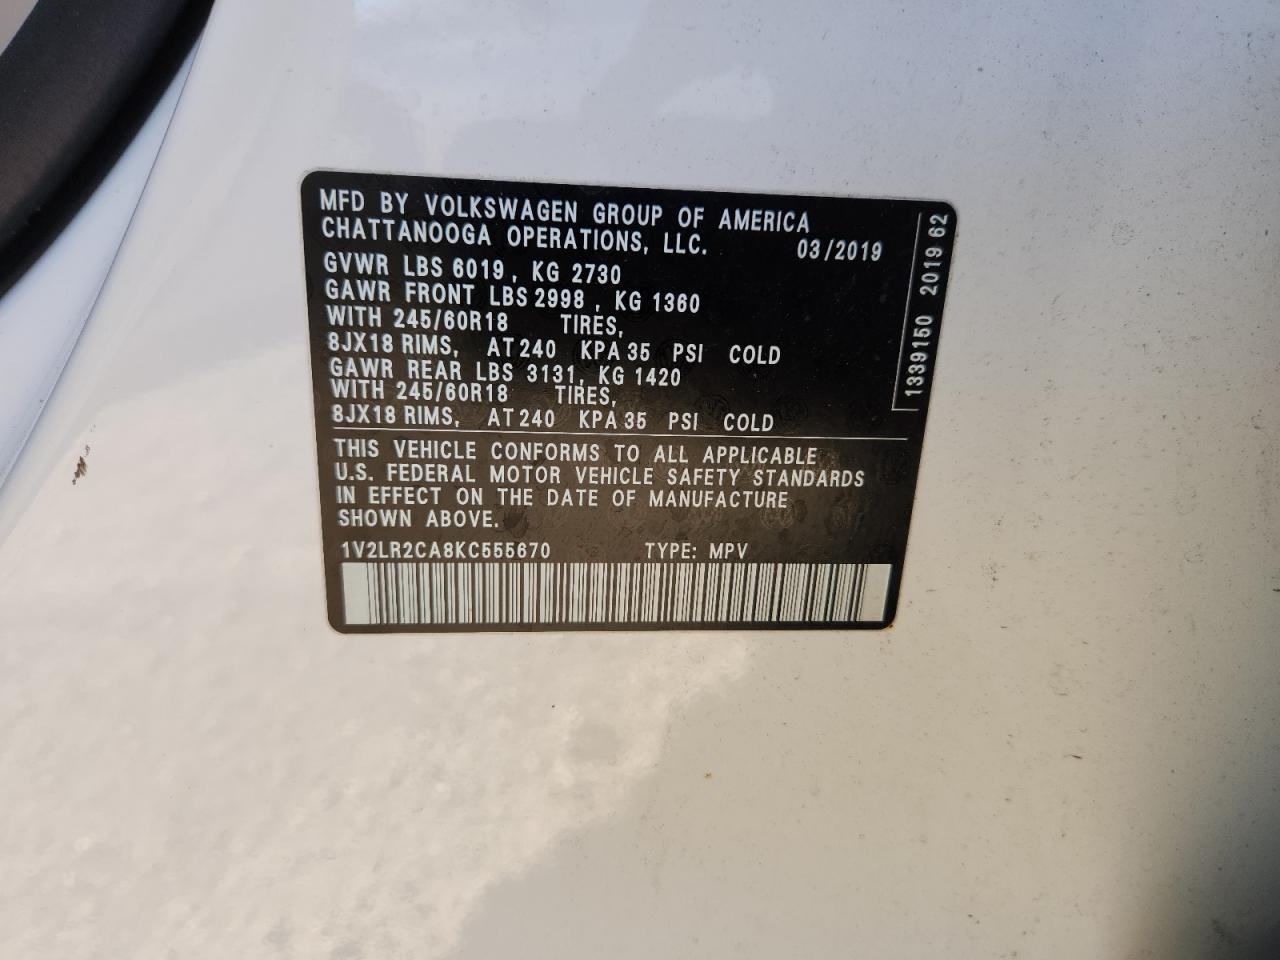 MFD BY VOLKSWAGEN GROUP OF AMERICA
CHATTANOOGA OPERATIONS, LLC. 03/2019
GVWR LBS 6019, KG 2730
GAWR FRONT LBS 2998, KG 1360
WITH 245/60R18 TIRES,
8JX18 RIMS, AT 240 KPA 35 PSI COLD
GAWR REAR LBS 3131, KG 1420
WITH 245/60R18 TIRES,
8JX18 RIMS, AT 240 KPA 35 PSI COLD
THIS VEHICLE CONFORMS TO ALL APPLICABLE
U.S. FEDERAL MOTOR VEHICLE SAFETY STANDARDS
IN EFFECT ON THE DATE OF MANUFACTURE
SHOWN ABOVE.
1V2LR2CA8KC555670 TYPE: MPV
1339150 2019 62